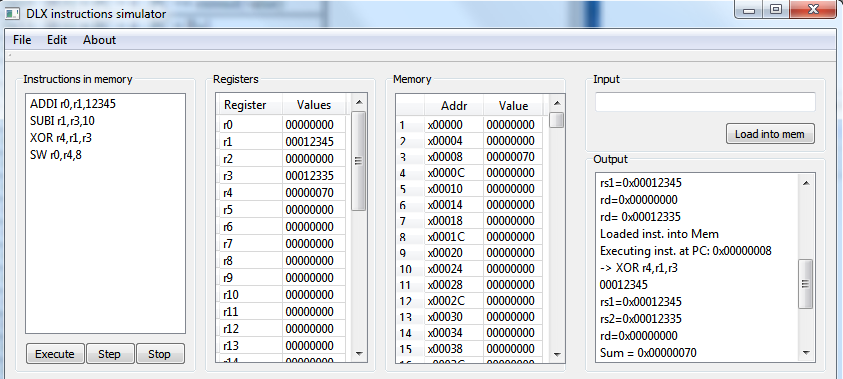 DLX instructions simulator
File Edit About
Instructions in memory
ADDI r0,r1,12345
SUBI r1,r3,10
XOR r4,r1,r3
SW r0,r4,8
Execute Step Stop
Registers
Register Values
r0 00000000
r1 00012345
r2 00000000
r3 00012335
r4 00000070
r5 00000000
r6 00000000
r7 00000000
r8 00000000
r9 00000000
r10 00000000
r11 00000000
r12 00000000
r13 00000000
r14 00000000
Memory
Addr Value
1 x00000 00000000
2 x00004 00000000
3 x00008 00000070
4 x0000C 00000000
5 x00010 00000000
6 x00014 00000000
7 x00018 00000000
8 x0001C 00000000
9 x00020 00000000
10 x00024 00000000
11 x00028 00000000
12 x0002C 00000000
13 x00030 00000000
14 x00034 00000000
15 x00038 00000000
16 x0003C 00000000
Input
Load into mem
Output
rs1=0x00012345
rd=0x00000000
rd= 0x00012335
Loaded inst. into Mem
Executing inst. at PC: 0x00000008
-> XOR r4,r1,r3
00012345
rs1=0x00012345
rs2=0x00012335
rd=0x00000000
Sum = 0x00000070